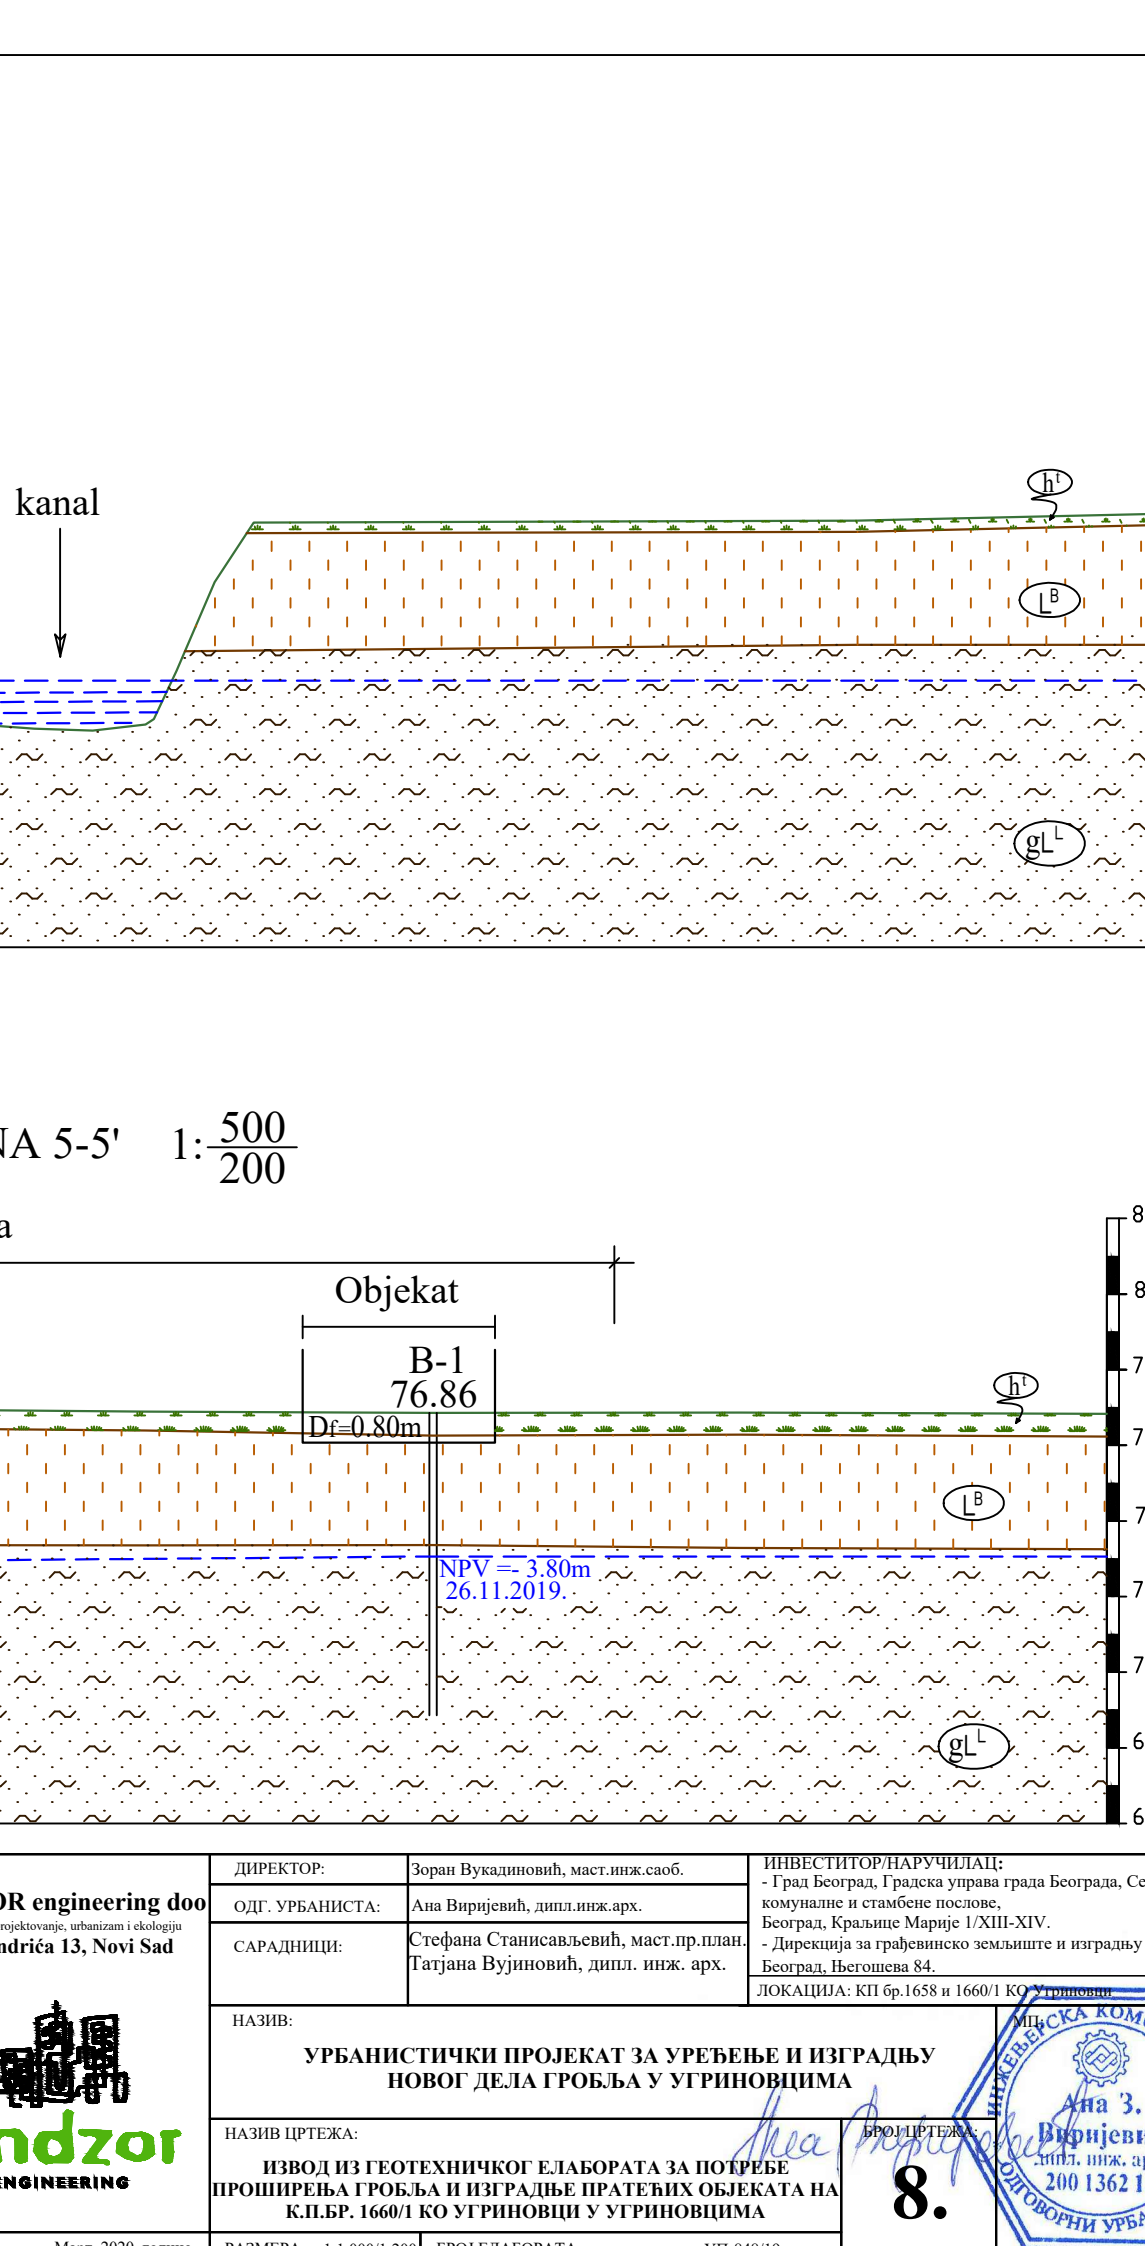 kanal
hᵗ
Lᴮ
gLᴸ
5-5' 1: 500
200
Objekat
B-1
76.86
Df=0.80m
hᵗ
Lᴮ
NPV =- 3.80m
26.11.2019.
gLᴸ
ДИРЕКТОР: Зоран Вукадиновић, маст.инж.саоб.
ОДГ. УРБАНИСТА: Ана Виријевић, дипл.инж.арх.
САРАДНИЦИ: Стефана Станисављевић, маст.пр.план.
Татјана Вујиновић, дипл. инж. арх.
ИНВЕСТИТОР/НАРУЧИЛАЦ:
- Град Београд, Градска управа града Београда,
комуналне и стамбене послове,
Београд, Краљице Марије 1/XIII-XIV.
- Дирекција за грађевинско земљиште и изградњу
Београд, Његошева 84.
ЛОКАЦИЈА: КП бр.1658 и 1660/1 КО Угриновци
engineering doo
urbanizam i ekologiju
13, Novi Sad
ndzor
ENGINEERING
НАЗИВ:
УРБАНИСТИЧКИ ПРОЈЕКАТ ЗА УРЕЂЕЊЕ И ИЗГРАДЊУ
НОВОГ ДЕЛА ГРОБЉА У УГРИНОВЦИМА
МП:
НАЗИВ ЦРТЕЖА:
ИЗВОД ИЗ ГЕОТЕХНИЧКОГ ЕЛАБОРАТА ЗА ПОТРЕБЕ
ПРОШИРЕЊА ГРОБЉА И ИЗГРАДЊЕ ПРАТЕЋИХ ОБЈЕКАТА НА
К.П.БР. 1660/1 КО УГРИНОВЦИ У УГРИНОВЦИМА
БРОЈ ЦРТЕЖА:
8.
Ана З.
дипл. инж.
200 1362